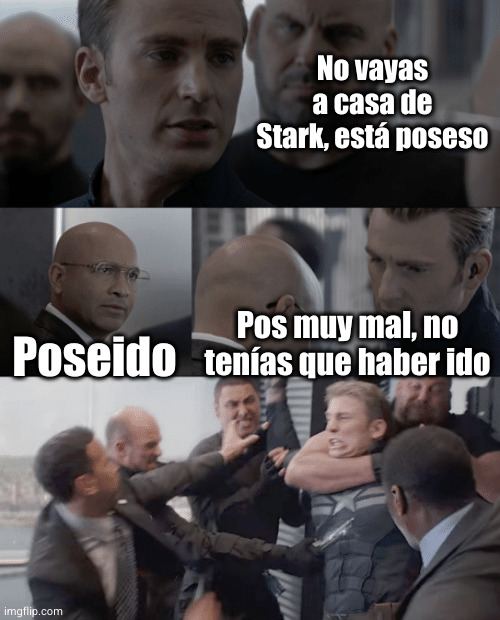 No vayas
a casa de
Stark, está poseso
Poseido
Pos muy mal, no
tenías que haber ido
imgflip.com